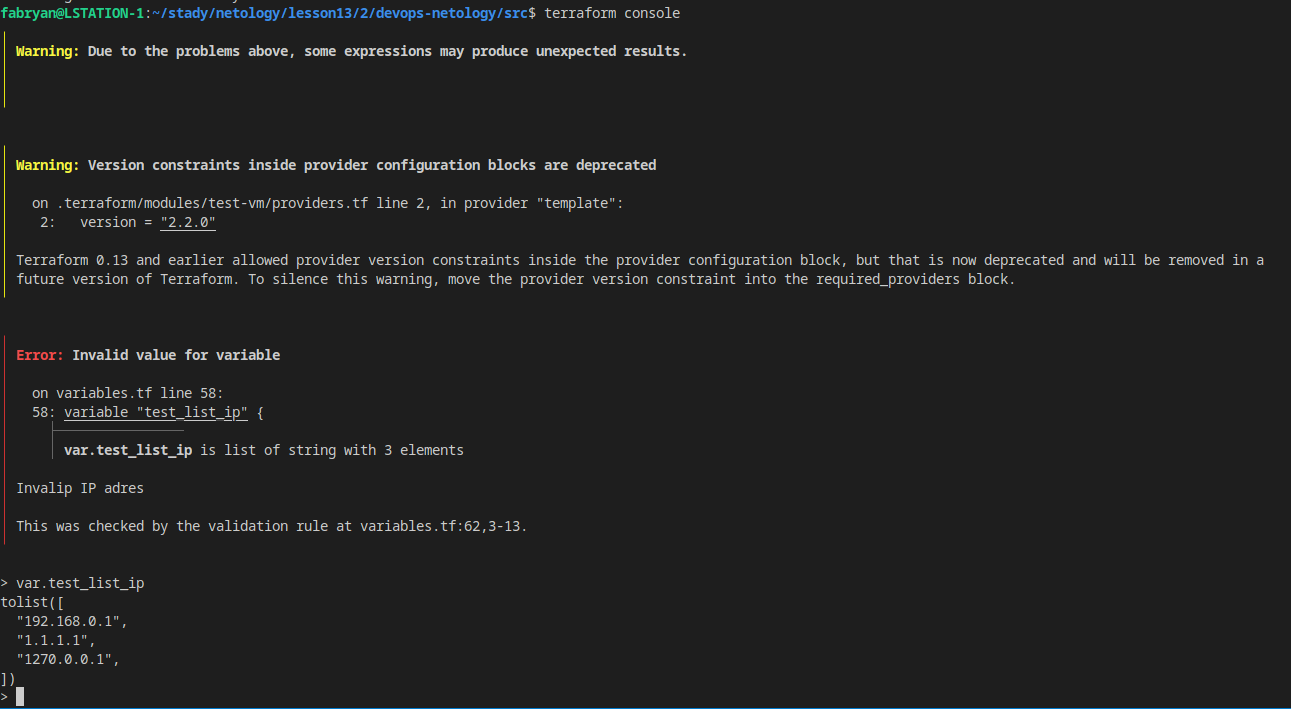 fabryan@LSTATION-1:~/stady/netology/lesson13/2/devops-netology/src$ terraform console
Warning: Due to the problems above, some expressions may produce unexpected results.
Warning: Version constraints inside provider configuration blocks are deprecated
on .terraform/modules/test-vm/providers.tf line 2, in provider "template":
2:   version = "2.2.0"
Terraform 0.13 and earlier allowed provider version constraints inside the provider configuration block, but that is now deprecated and will be removed in a
future version of Terraform. To silence this warning, move the provider version constraint into the required_providers block.
Error: Invalid value for variable
on variables.tf line 58:
58: variable "test_list_ip" {
var.test_list_ip is list of string with 3 elements
Invalip IP adres
This was checked by the validation rule at variables.tf:62,3-13.
> var.test_list_ip
tolist([
"192.168.0.1",
"1.1.1.1",
"1270.0.0.1",
])
>